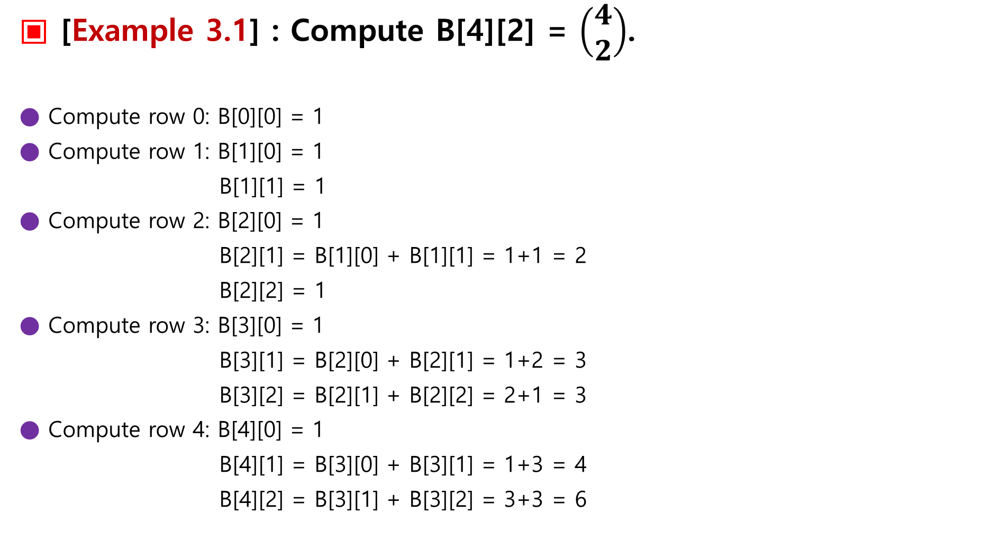 [Example 3.1] : Compute B[4][2] = (4 2).
Compute row 0: B[0][0] = 1
Compute row 1: B[1][0] = 1
B[1][1] = 1
Compute row 2: B[2][0] = 1
B[2][1] = B[1][0] + B[1][1] = 1+1 = 2
B[2][2] = 1
Compute row 3: B[3][0] = 1
B[3][1] = B[2][0] + B[2][1] = 1+2 = 3
B[3][2] = B[2][1] + B[2][2] = 2+1 = 3
Compute row 4: B[4][0] = 1
B[4][1] = B[3][0] + B[3][1] = 1+3 = 4
B[4][2] = B[3][1] + B[3][2] = 3+3 = 6